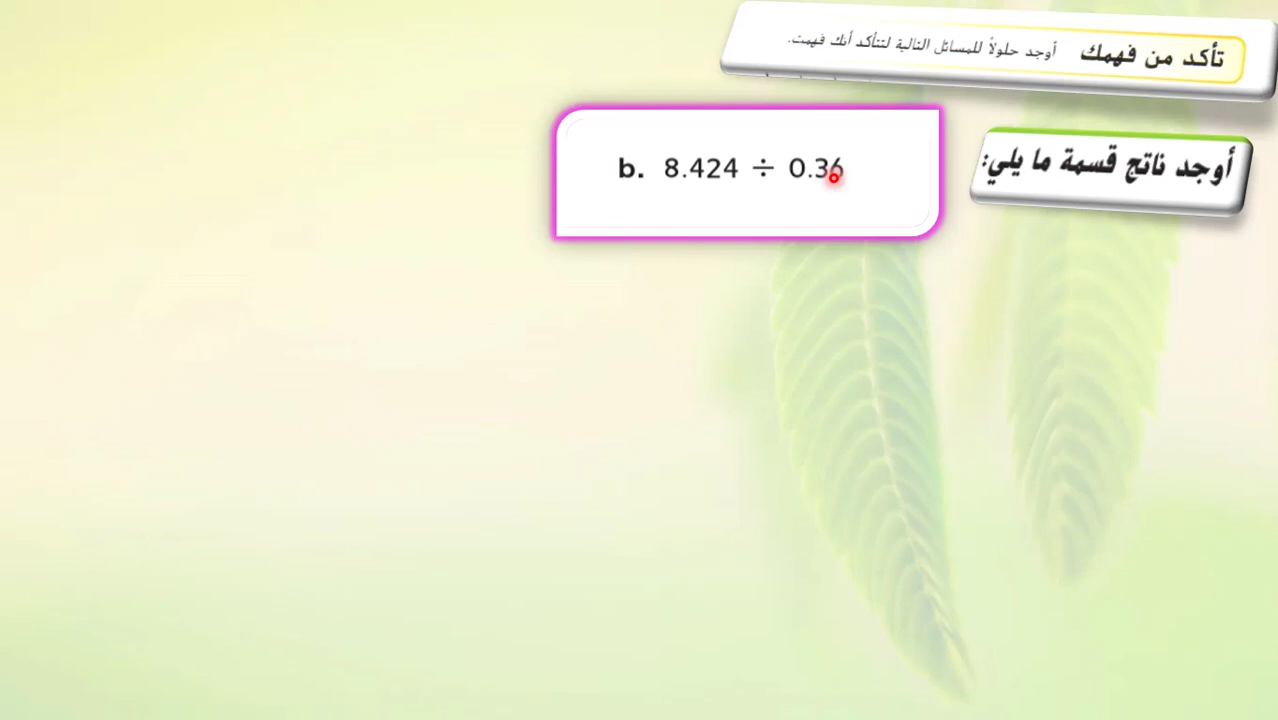 تأكد من فهمك أوجد حلولاً للمسائل التالية لتتأكد أنك فهمت.
أوجد ناتج قسمة ما يلي:
b. 8.424 ÷ 0.36